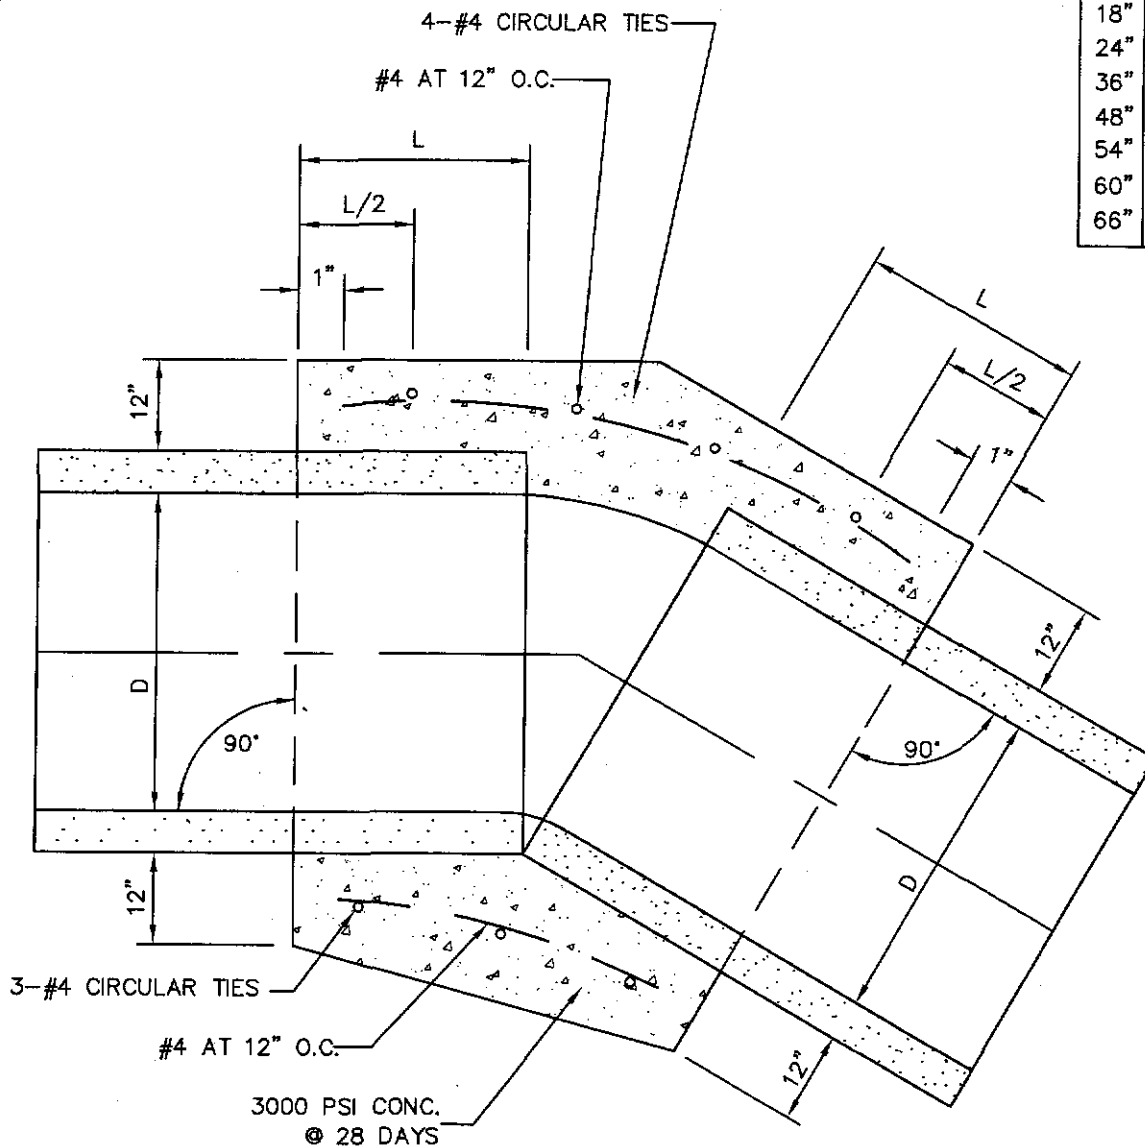 4-#4 CIRCULAR TIES
#4 AT 12" O.C.
18"
24"
36"
48"
54"
60"
66"
L
L/2
1"
12"
L
L/2
1"
12"
D
90°
90°
D
12"
12"
3-#4 CIRCULAR TIES
#4 AT 12" O.C.
3000 PSI CONC.
@ 28 DAYS